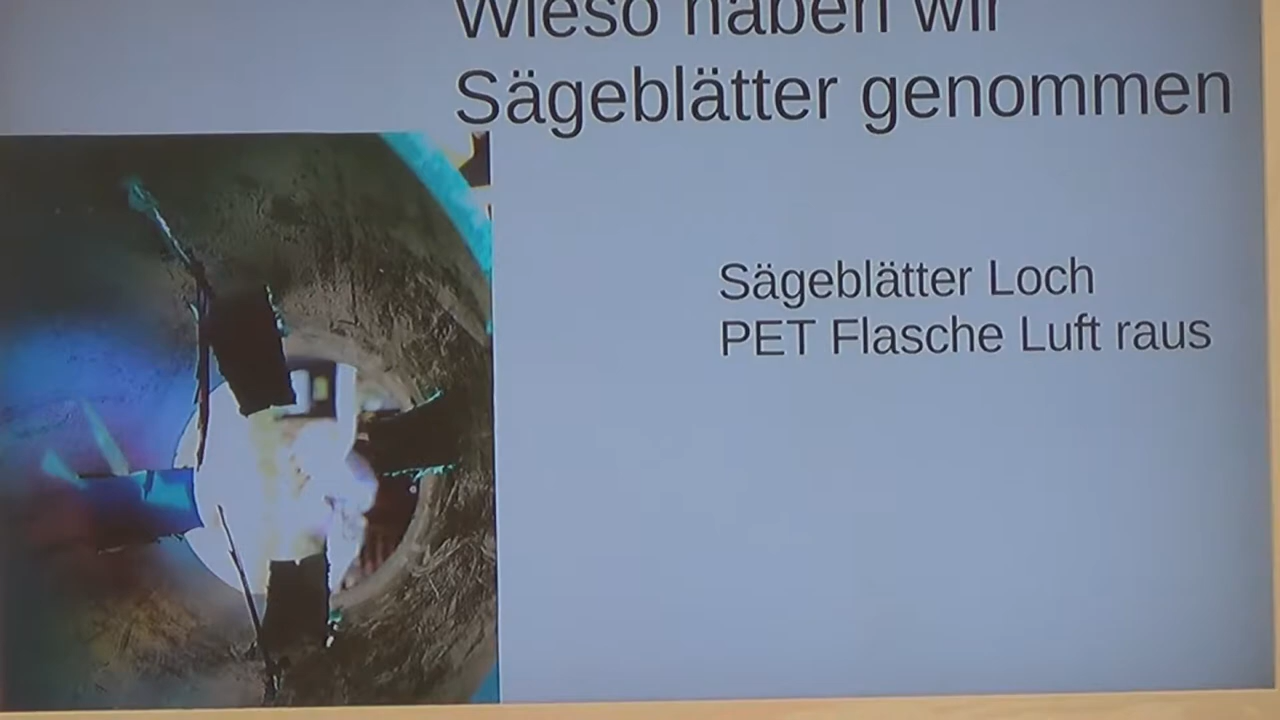 Wieso haben wir
Sägeblätter genommen
Sägeblätter Loch
PET Flasche Luft raus